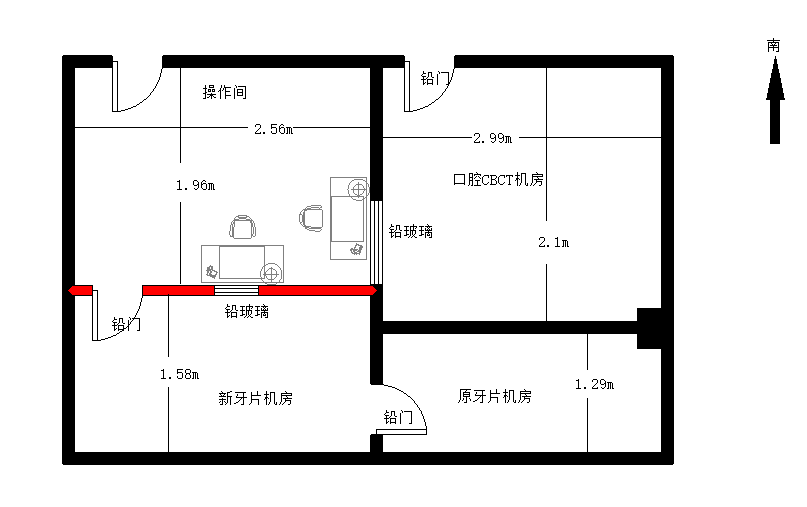 南
铅门
操作间
2.56m
2.99m
口腔CBCT机房
1.96m
铅玻璃
2.1m
铅玻璃
铅门
1.58m
1.29m
新牙片机房
原牙片机房
铅门